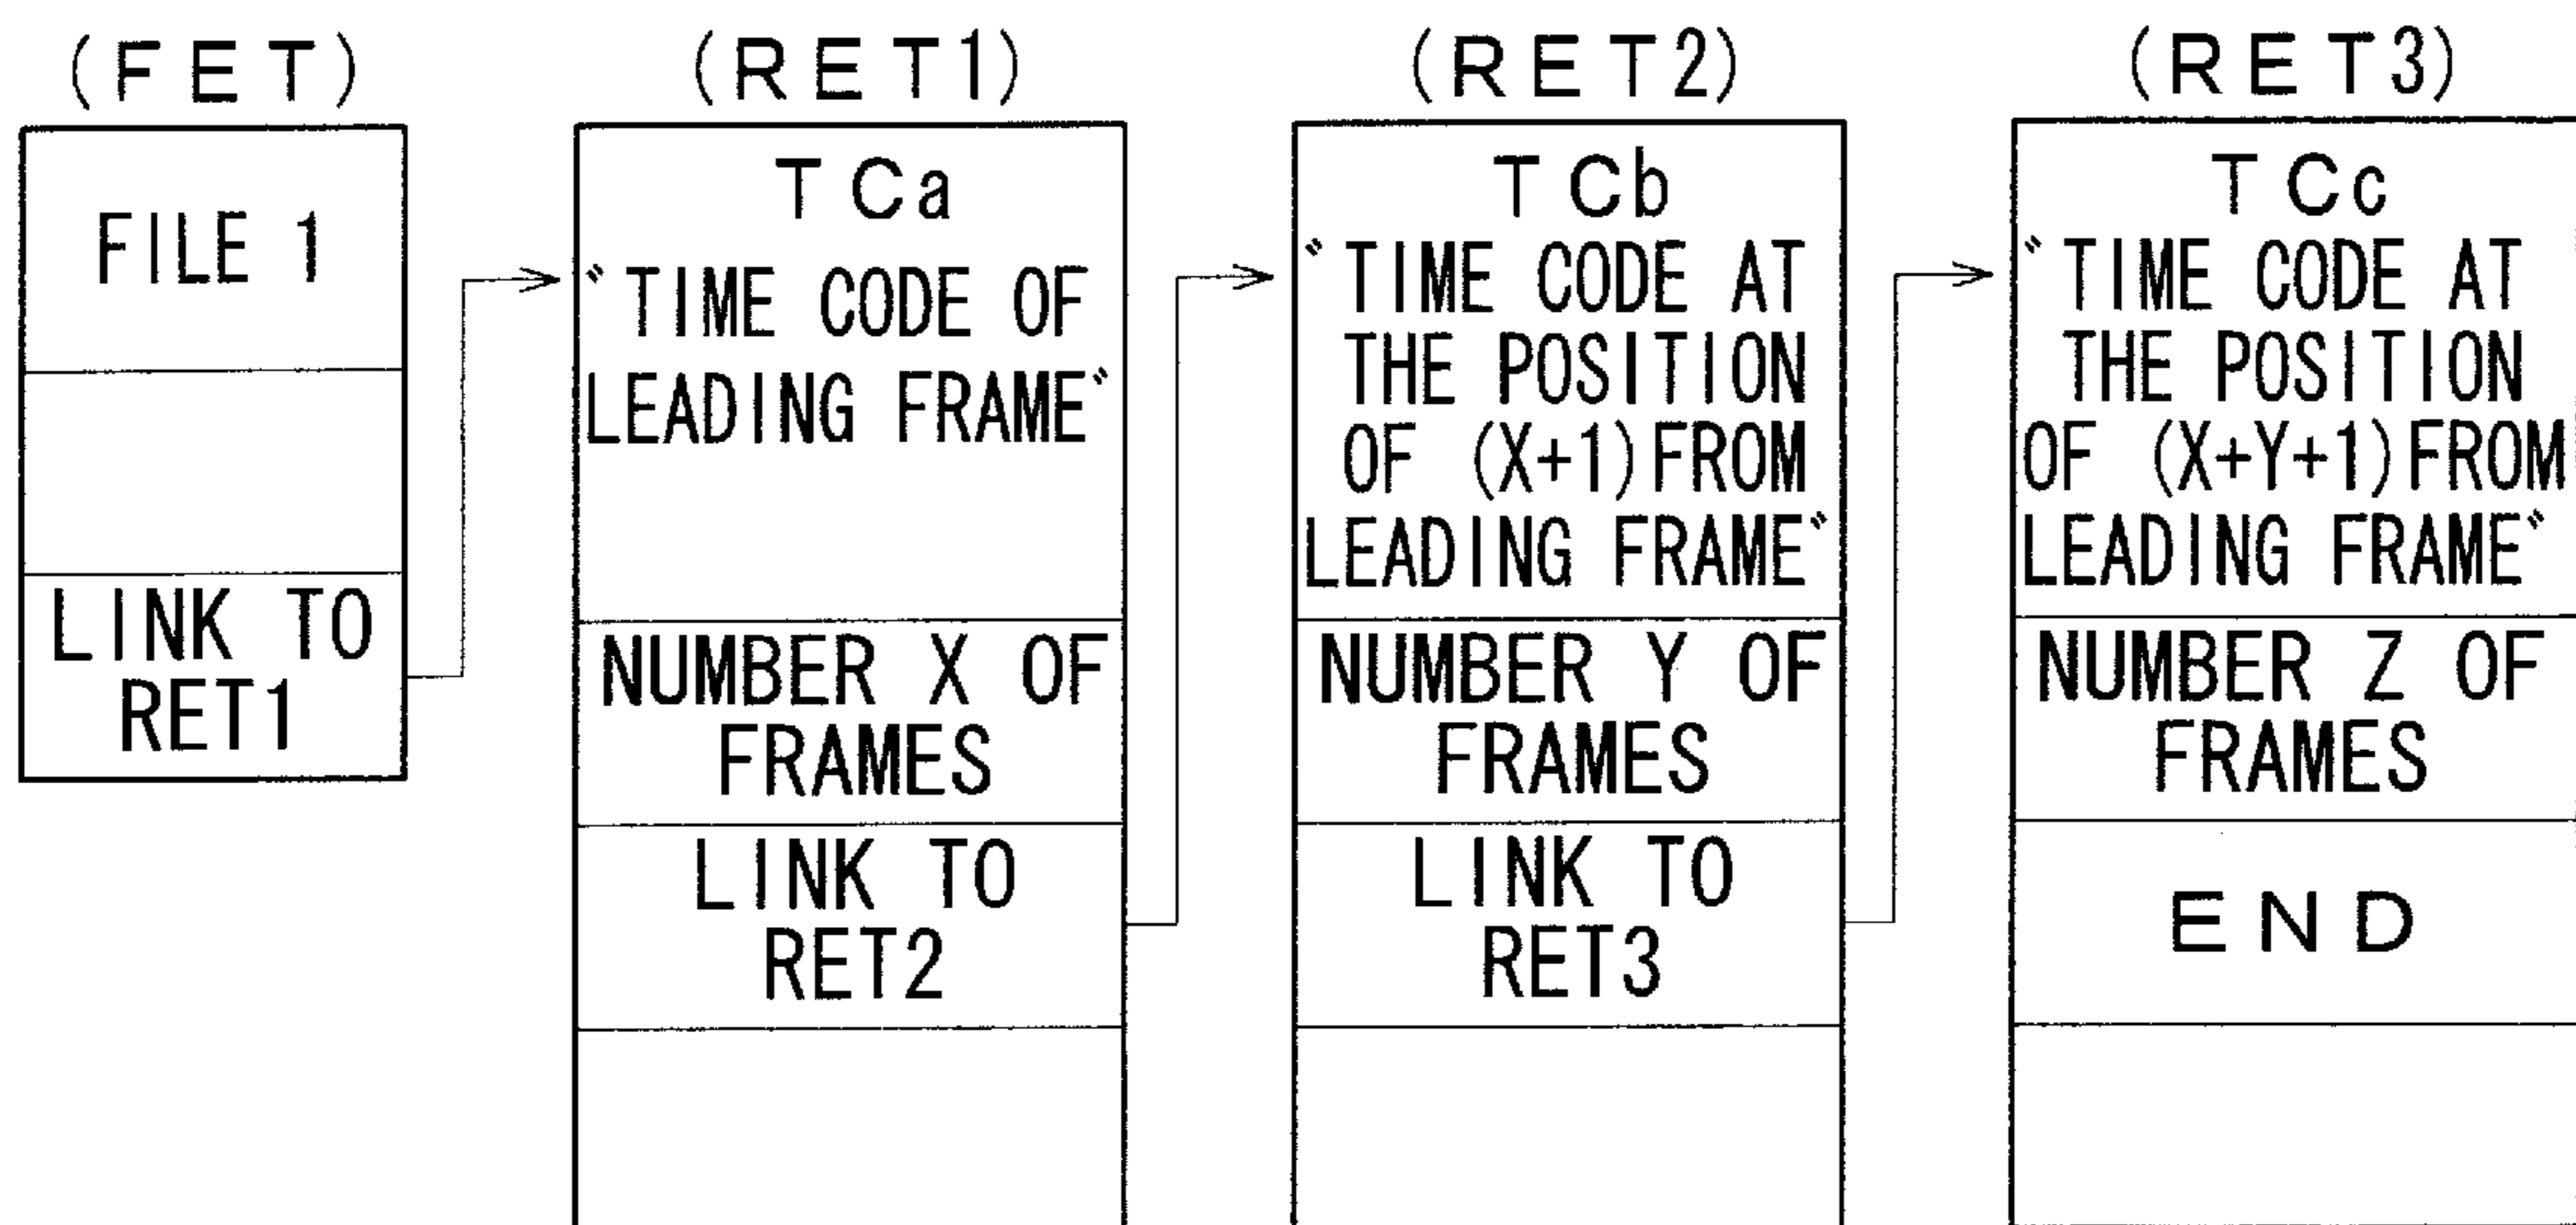 (FET)
FILE 1
LINK TO
RET1
(RET1)
TCa
"TIME CODE OF
LEADING FRAME"
NUMBER X OF
FRAMES
LINK TO
RET2
(RET2)
TCb
"TIME CODE AT
THE POSITION
OF (X+1) FROM
LEADING FRAME"
NUMBER Y OF
FRAMES
LINK TO
RET3
(RET3)
TCc
"TIME CODE AT
THE POSITION
OF (X+Y+1) FROM
LEADING FRAME"
NUMBER Z OF
FRAMES
END